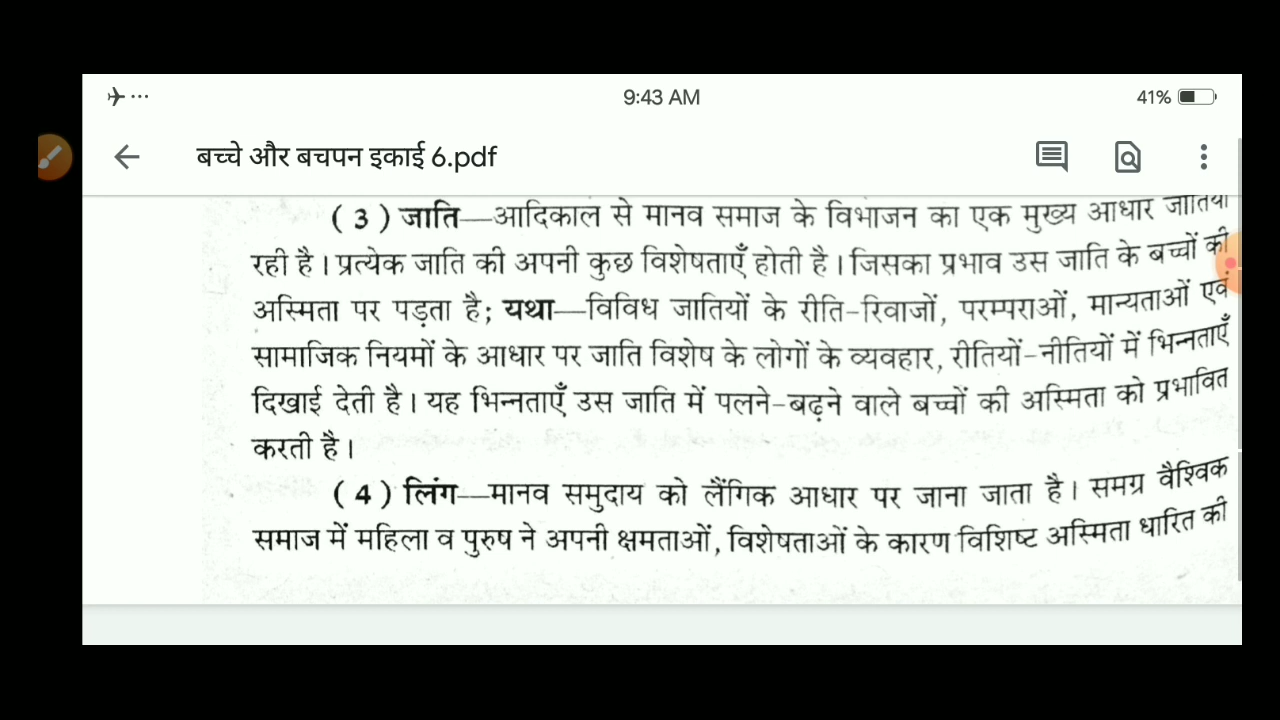 9:43 AM
41%
बच्चे और बचपन इकाई 6.pdf
( 3 ) जाति—आदिकाल से मानव समाज के विभाजन का एक मुख्य आधार जातियाँ
रही है। प्रत्येक जाति की अपनी कुछ विशेषताएँ होती है। जिसका प्रभाव उस जाति के बच्चों की
अस्मिता पर पड़ता है; यथा—विविध जातियों के रीति-रिवाजों, परम्पराओं, मान्यताओं एवं
सामाजिक नियमों के आधार पर जाति विशेष के लोगों के व्यवहार, रीतियों-नीतियों में भिन्नताएँ
दिखाई देती है। यह भिन्नताएँ उस जाति में पलने-बढ़ने वाले बच्चों की अस्मिता को प्रभावित
करती है।
( 4 ) लिंग—मानव समुदाय को लैंगिक आधार पर जाना जाता है। समग्र वैश्विक
समाज में महिला व पुरुष ने अपनी क्षमताओं, विशेषताओं के कारण विशिष्ट अस्मिता धारित की